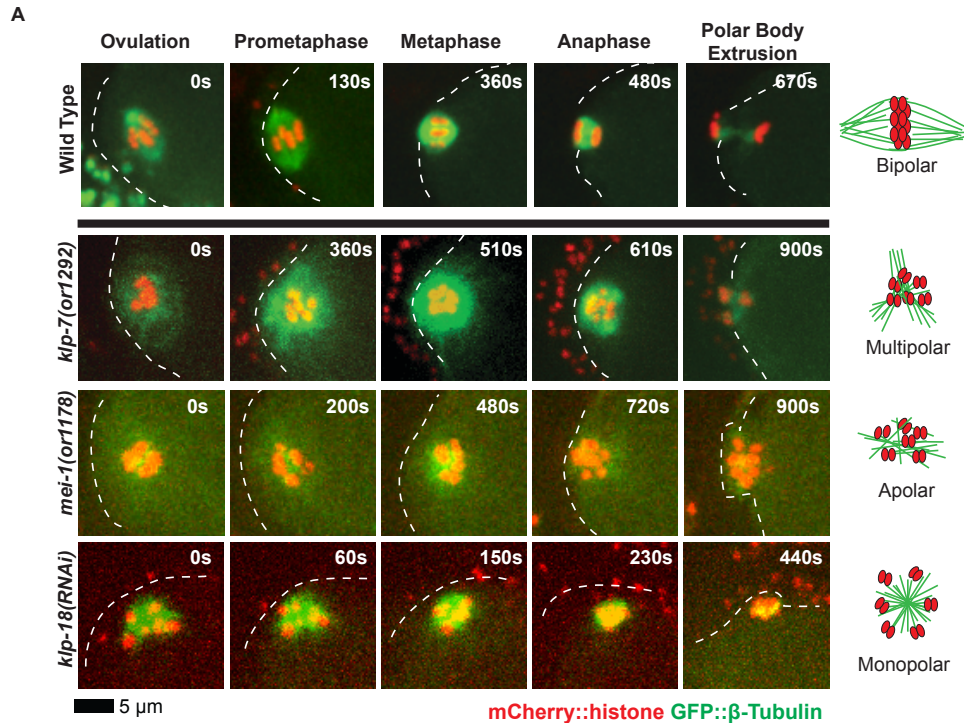 A
Ovulation Prometaphase Metaphase Anaphase Polar Body
Extrusion
Wild Type 0s 130s 360s 480s 670s
Bipolar
klp-7(or1292) 0s 360s 510s 610s 900s
Multipolar
mei-1(or1178) 0s 200s 480s 720s 900s
Apolar
klp-18(RNAi) 0s 60s 150s 230s 440s
Monopolar
5 μm mCherry::histone GFP::β-Tubulin